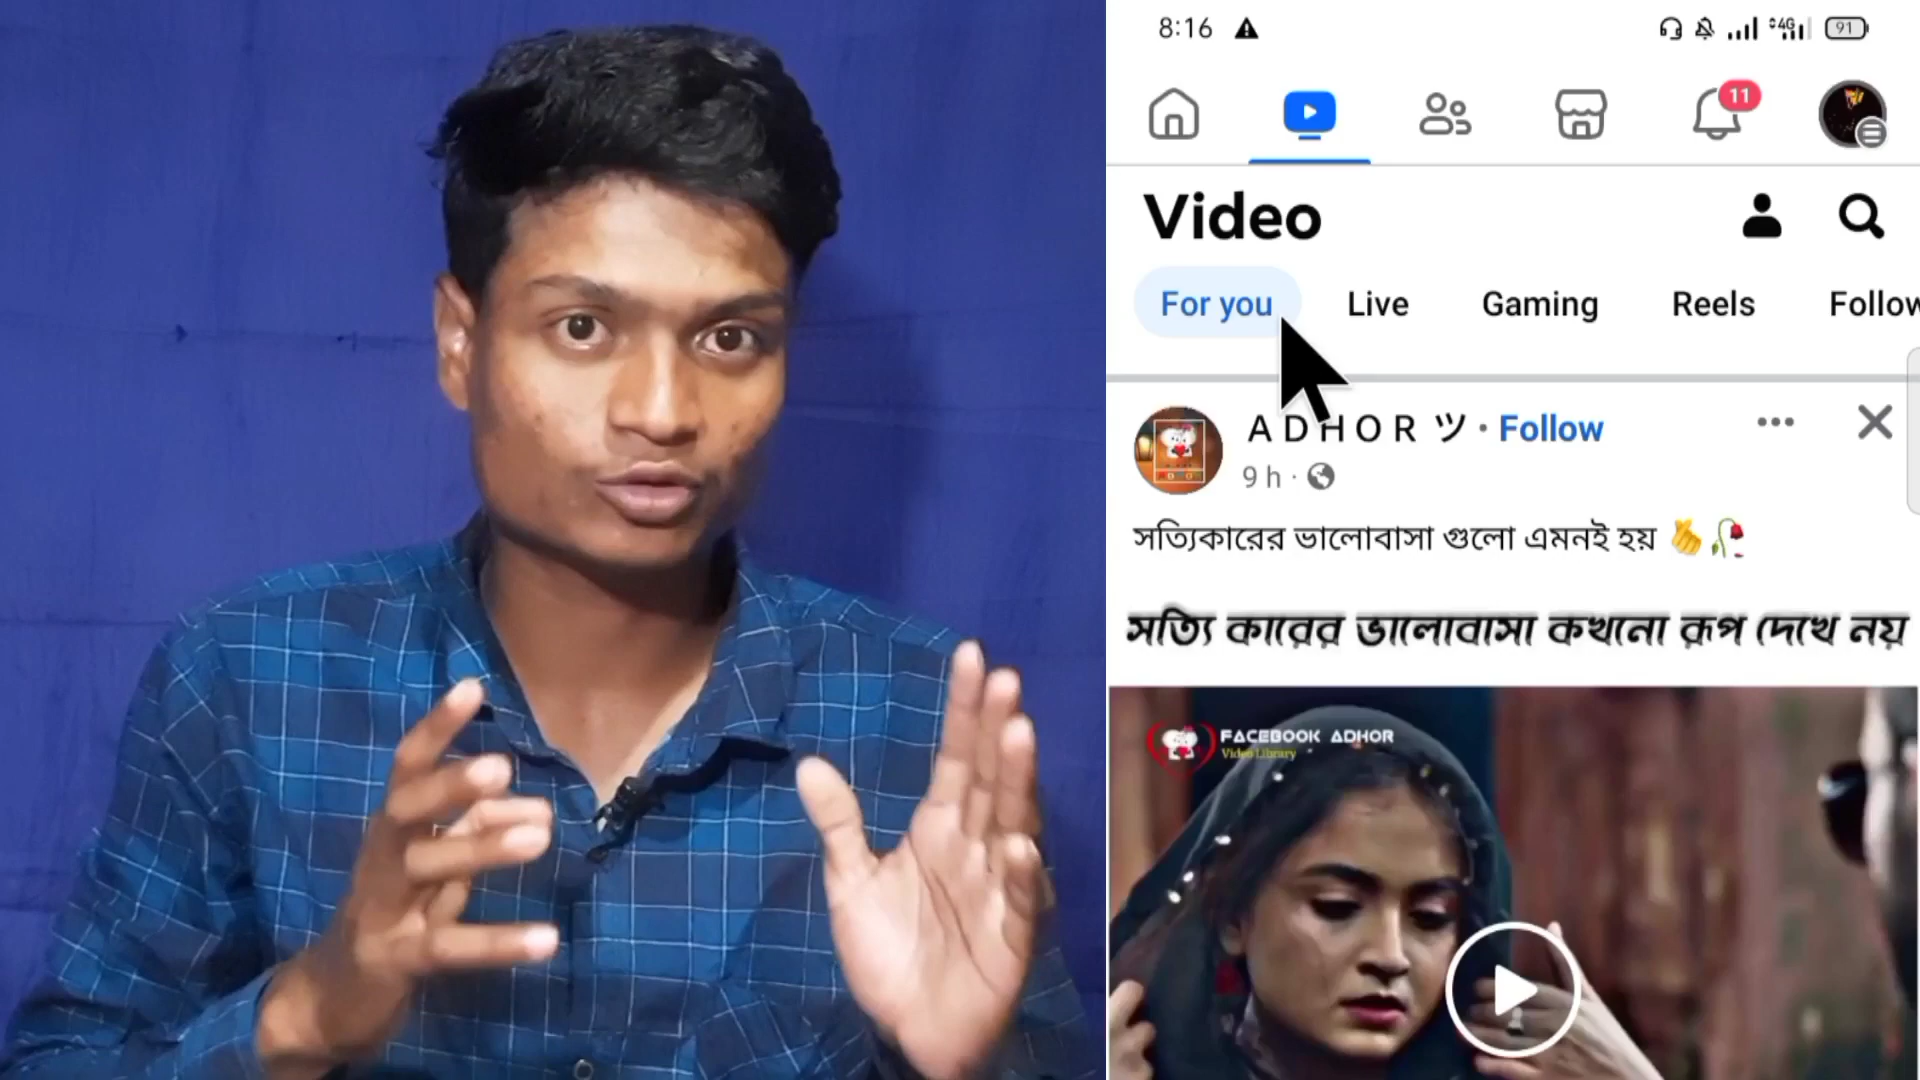 8:16
4G 91
11
Video
For you Live Gaming Reels Follow
A D H O R ツ · Follow
9 h ·
সত্যিকারের ভালোবাসা গুলো এমনই হয়
সত্যি কারের ভালোবাসা কখনো রূপ দেখে নয়
FACEBOOK ADHOR
Video Library